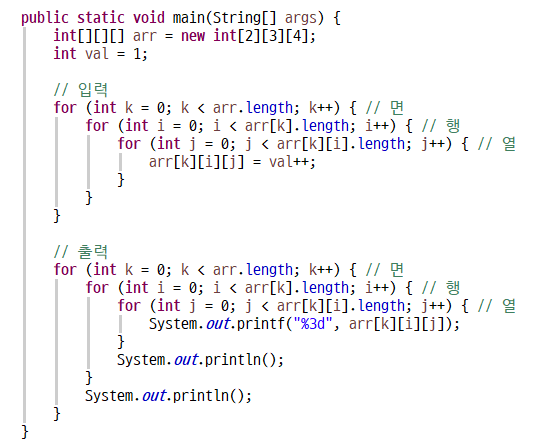 public static void main(String[] args) {
    int[][][] arr = new int[2][3][4];
    int val = 1;

    // 입력
    for (int k = 0; k < arr.length; k++) { // 면
        for (int i = 0; i < arr[k].length; i++) { // 행
            for (int j = 0; j < arr[k][i].length; j++) { // 열
                arr[k][i][j] = val++;
            }
        }
    }

    // 출력
    for (int k = 0; k < arr.length; k++) { // 면
        for (int i = 0; i < arr[k].length; i++) { // 행
            for (int j = 0; j < arr[k][i].length; j++) { // 열
                System.out.printf("%3d", arr[k][i][j]);
            }
            System.out.println();
        }
        System.out.println();
    }
}